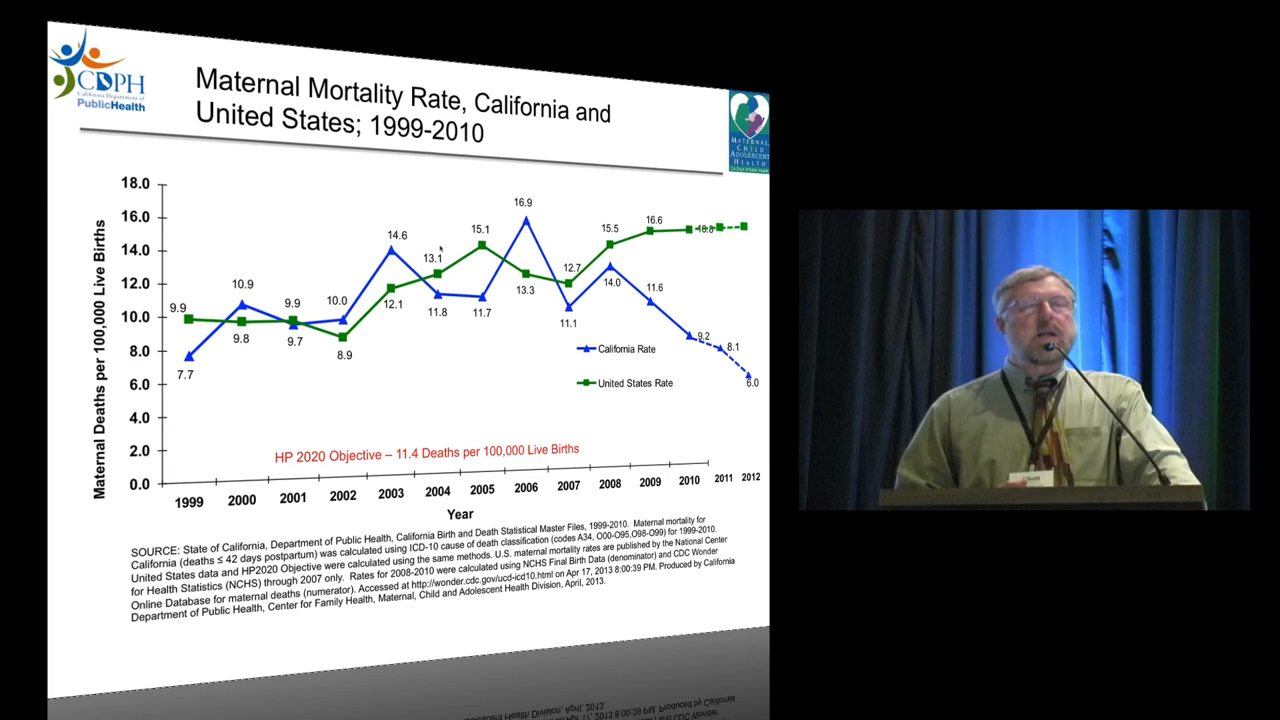 CDPH
California Department of
PublicHealth
Maternal Mortality Rate, California and
United States; 1999-2010
MATERNAL
CHILD
ADOLESCENT
HEALTH
18.0
16.0
14.0
12.0
10.0
8.0
6.0
4.0
2.0
0.0
Maternal Deaths per 100,000 Live Births
9.9
7.7
10.9
9.8
9.9
9.7
10.0
8.9
14.6
12.1
13.1
11.8
15.1
11.7
16.9
13.3
12.7
11.1
15.5
14.0
16.6
11.6
9.2
8.1
6.0
California Rate
United States Rate
HP 2020 Objective – 11.4 Deaths per 100,000 Live Births
1999 2000 2001 2002 2003 2004 2005 2006 2007 2008 2009 2010 2011 2012
Year
SOURCE: State of California, Department of Public Health, California Birth and Death Statistical Master Files, 1999-2010. Maternal mortality for
California (deaths ≤ 42 days postpartum) was calculated using ICD-10 cause of death classification (codes A34, O00-O95,O98-O99) for 1999-2010.
United States data and HP2020 Objective were calculated using the same methods. U.S. maternal mortality rates are published by the National Center
for Health Statistics (NCHS) through 2007 only. Rates for 2008-2010 were calculated using NCHS Final Birth Data (denominator) and CDC Wonder
Online Database for maternal deaths (numerator). Accessed at http://wonder.cdc.gov/ucd-icd10.html on Apr 17, 2013 8:00:39 PM. Produced by California
Department of Public Health, Center for Family Health, Maternal, Child and Adolescent Health Division, April, 2013.